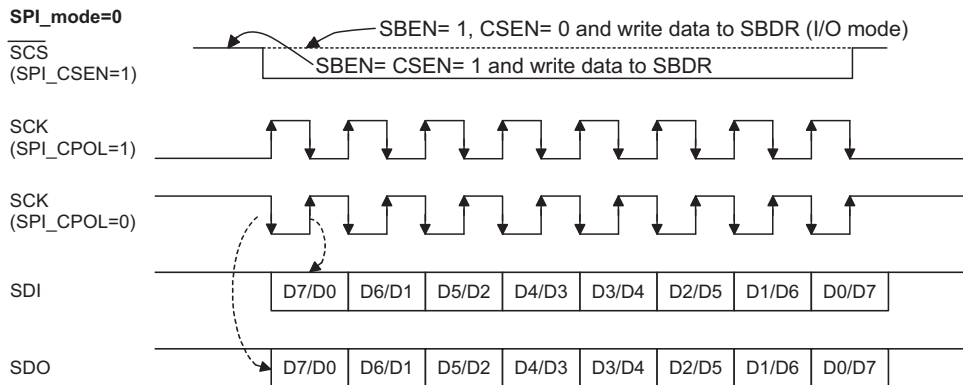 SPI_mode=0
SBEN= 1, CSEN= 0 and write data to SBDR (I/O mode)
SCS
(SPI_CSEN=1)
SBEN= CSEN= 1 and write data to SBDR
SCK
(SPI_CPOL=1)
SCK
(SPI_CPOL=0)
SDI D7/D0 D6/D1 D5/D2 D4/D3 D3/D4 D2/D5 D1/D6 D0/D7
SDO D7/D0 D6/D1 D5/D2 D4/D3 D3/D4 D2/D5 D1/D6 D0/D7